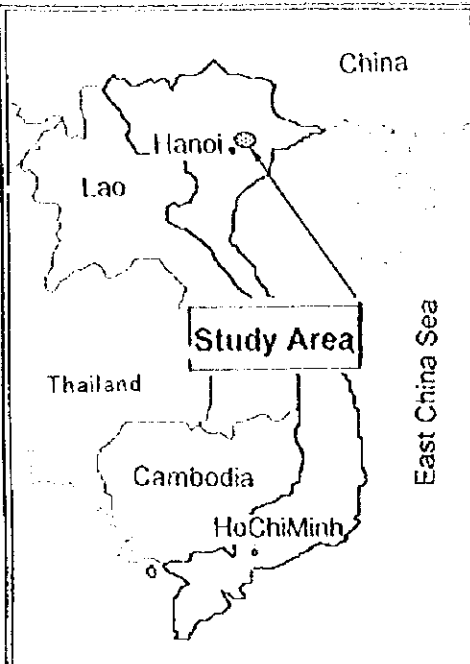 China
Hanoi
Lao
Study Area
East China Sea
Thailand
Cambodia
HoChiMinh